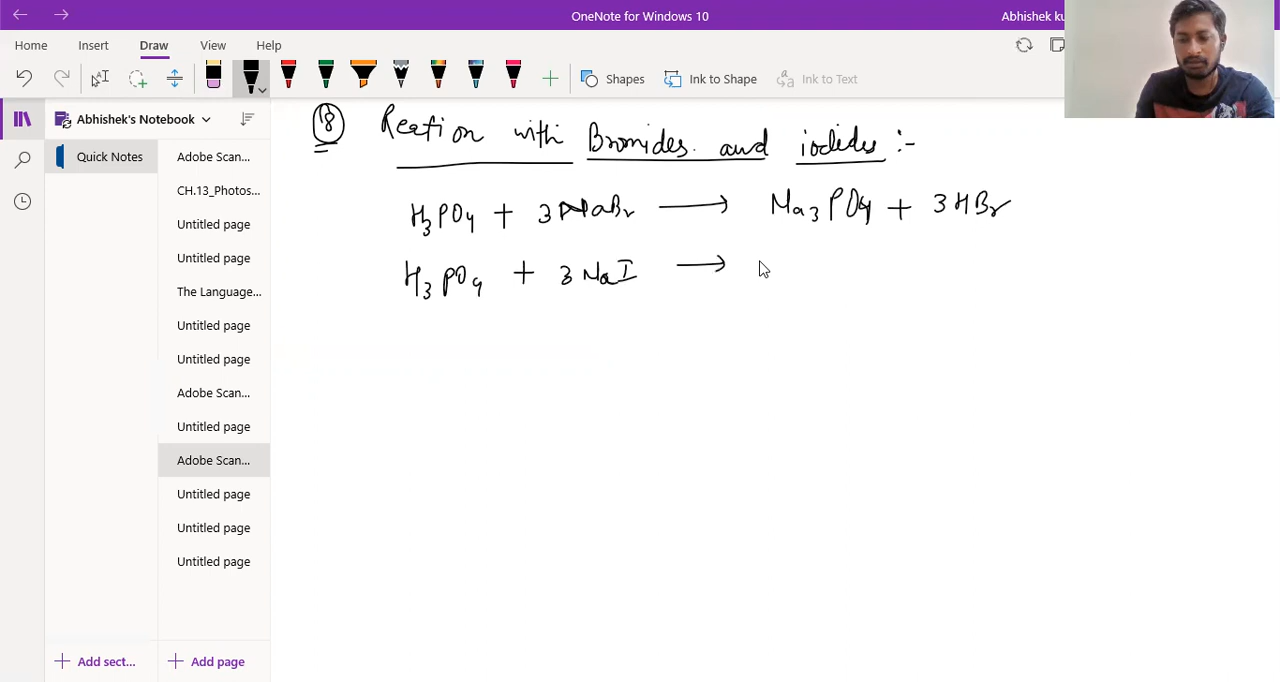 OneNote for Windows 10
Abhishek ku
Home Insert Draw View Help
Shapes Ink to Shape Ink to Text
Abhishek's Notebook
Quick Notes
Adobe Scan...
CH.13_Photos...
Untitled page
Untitled page
The Language...
Untitled page
Untitled page
Adobe Scan...
Untitled page
Adobe Scan...
Untitled page
Untitled page
Untitled page
Add sect... Add page
(18) Reation with Bromides and iodides :-
H₃PO₄ + 3NaBr → Na₃PO₄ + 3HBr
H₃PO₄ + 3NaI →